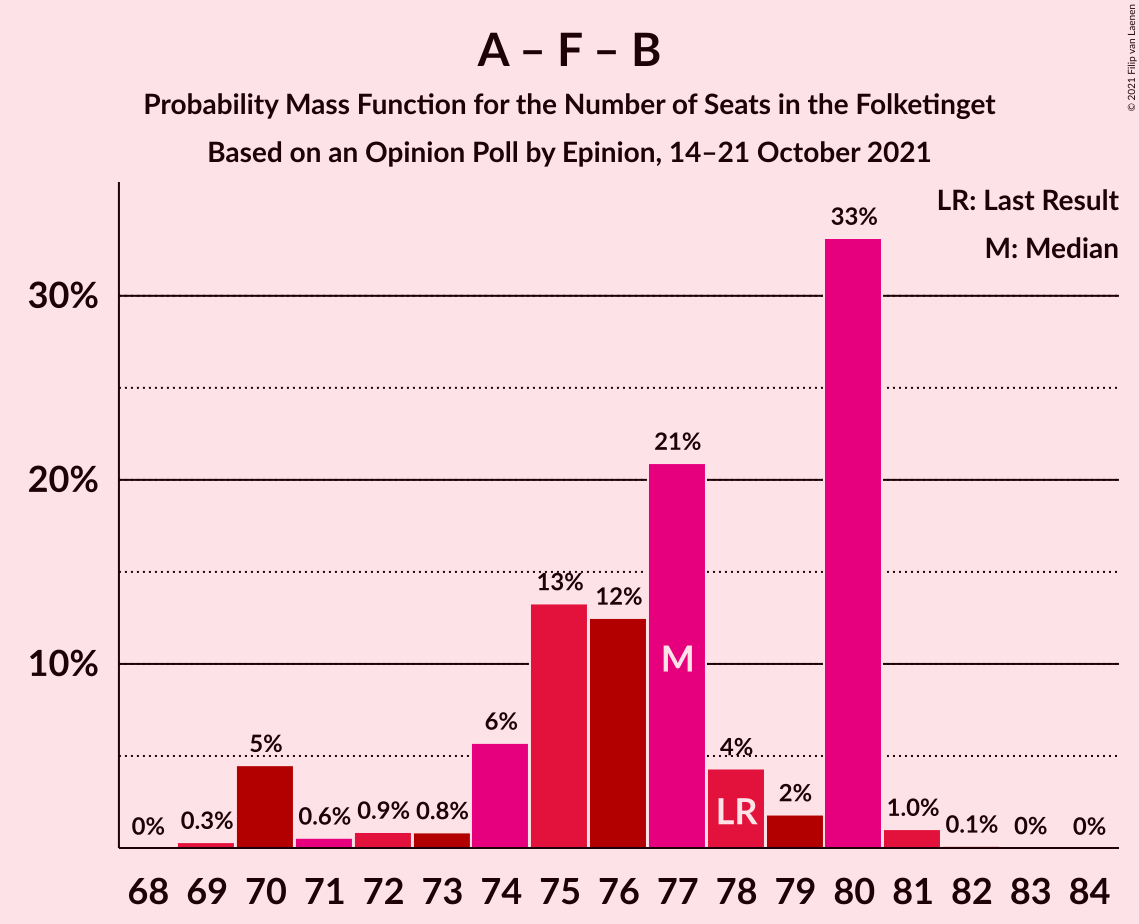 A – F – B
Probability Mass Function for the Number of Seats in the Folketinget
Based on an Opinion Poll by Epinion, 14–21 October 2021
© 2021 Filip van Laenen
LR: Last Result
M: Median
33%
30%
21%
20%
13%
12%
M
10%
6%
5%
4%
LR
2%
0%
0.3%
0.6%
0.9%
0.8%
1.0%
0.1%
0%
0%
68 69 70 71 72 73 74 75 76 77 78 79 80 81 82 83 84